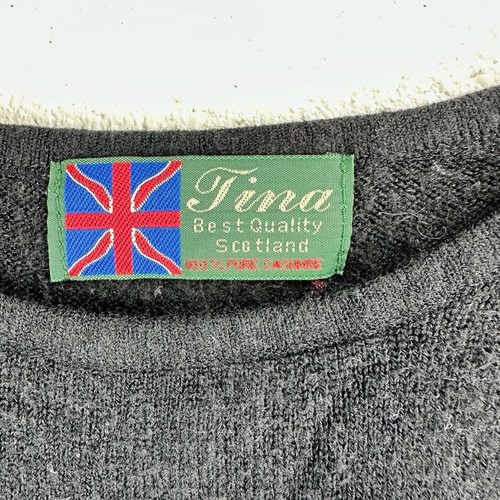 Tina
Best Quality
Scotland
100% PURE CASHMERE